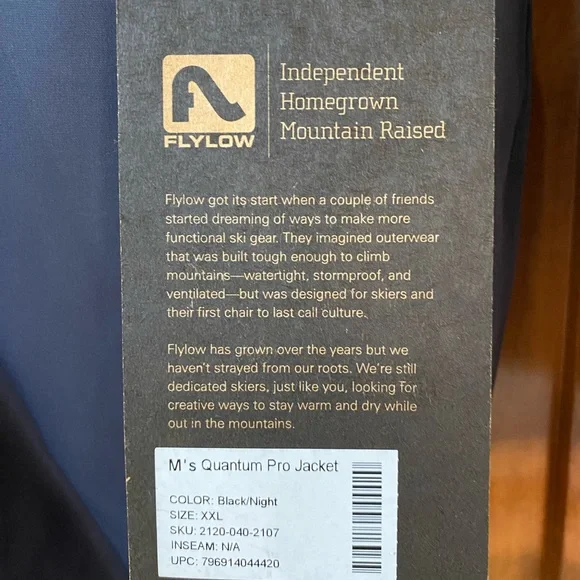 FLYLOW
Independent
Homegrown
Mountain Raised
Flylow got its start when a couple of friends
started dreaming of ways to make more
functional ski gear. They imagined outerwear
that was built tough enough to climb
mountains—watertight, stormproof, and
ventilated—but was designed for skiers and
their first chair to last call culture.
Flylow has grown over the years but we
haven't strayed from our roots. We're still
dedicated skiers, just like you, looking for
creative ways to stay warm and dry while
out in the mountains.
M's Quantum Pro Jacket
COLOR: Black/Night
SIZE: XXL
SKU: 2120-040-2107
INSEAM: N/A
UPC: 796914044420